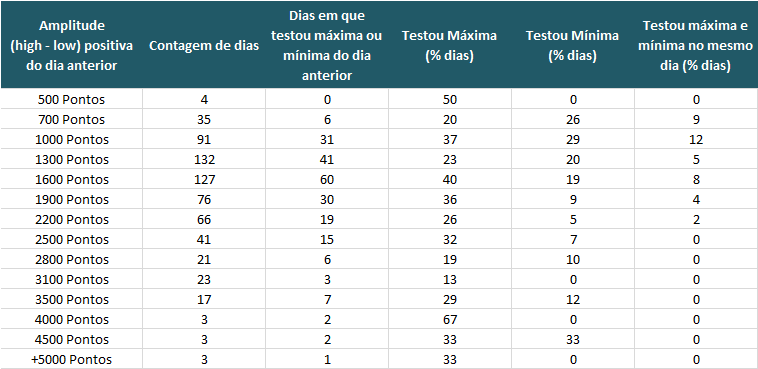 Amplitude (high - low) positiva do dia anterior | Contagem de dias | Dias em que testou máxima ou mínima do dia anterior | Testou Máxima (% dias) | Testou Mínima (% dias) | Testou máxima e mínima no mesmo dia (% dias)
500 Pontos 4 0 50 0 0
700 Pontos 35 6 20 26 9
1000 Pontos 91 31 37 29 12
1300 Pontos 132 41 23 20 5
1600 Pontos 127 60 40 19 8
1900 Pontos 76 30 36 9 4
2200 Pontos 66 19 26 5 2
2500 Pontos 41 15 32 7 0
2800 Pontos 21 6 19 10 0
3100 Pontos 23 3 13 0 0
3500 Pontos 17 7 29 12 0
4000 Pontos 3 2 67 0 0
4500 Pontos 3 2 33 33 0
+5000 Pontos 3 1 33 0 0